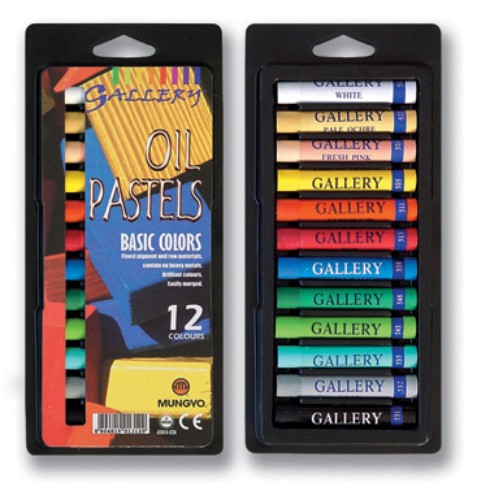 GALLERY
OIL
PASTELS
BASIC COLORS
Finest pigment and raw materials,
contain no heavy metals.
Brilliant colours.
Easily merged.
12
COLOURS
MUNGYO
CE
GALLERY
WHITE
GALLERY
PALE OCHRE
GALLERY
FRESH PINK
GALLERY
GALLERY
GALLERY
GALLERY
GALLERY
GALLERY
GALLERY
GALLERY
GALLERY